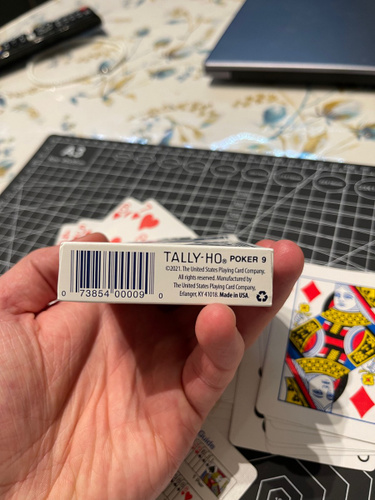 A3
TALLY-HO® POKER 9
©2021. The United States Playing Card Company.
All rights reserved. Manufactured by
The United States Playing Card Company,
Erlanger, KY 41018. Made in USA.
0 73854 00009 0